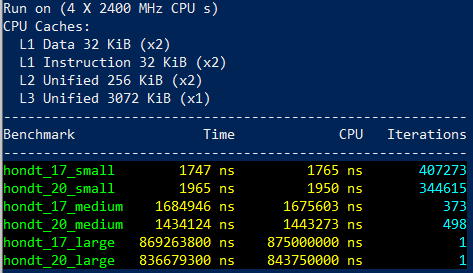 Run on (4 X 2400 MHz CPU s)
CPU Caches:
  L1 Data 32 KiB (x2)
  L1 Instruction 32 KiB (x2)
  L2 Unified 256 KiB (x2)
  L3 Unified 3072 KiB (x1)
---------------------------------------------------------
Benchmark               Time             CPU   Iterations
---------------------------------------------------------
hondt_17_small       1747 ns         1765 ns       407273
hondt_20_small       1965 ns         1950 ns       344615
hondt_17_medium   1684946 ns      1675603 ns          373
hondt_20_medium   1434124 ns      1443273 ns          498
hondt_17_large  869263800 ns    875000000 ns            1
hondt_20_large  836679300 ns    843750000 ns            1